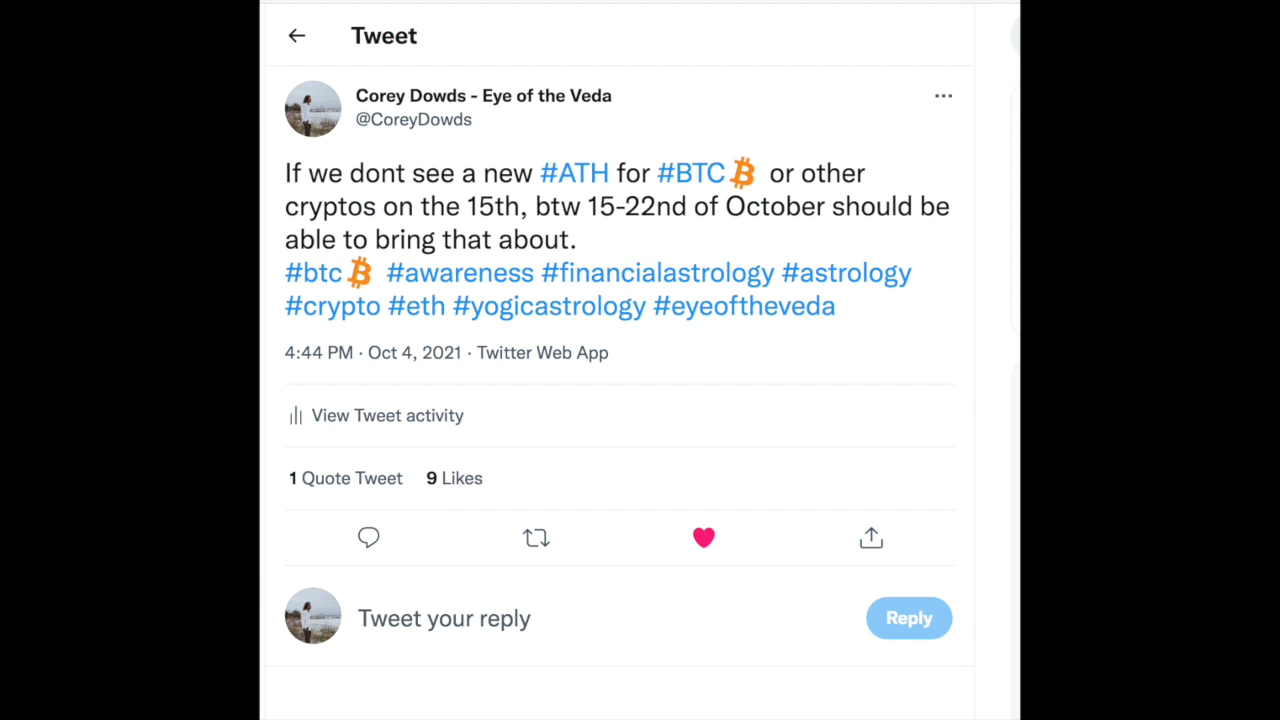 Tweet
Corey Dowds - Eye of the Veda
@CoreyDowds
If we dont see a new #ATH for #BTC or other
cryptos on the 15th, btw 15-22nd of October should be
able to bring that about.
#btc #awareness #financialastrology #astrology
#crypto #eth #yogicastrology #eyeoftheveda
4:44 PM · Oct 4, 2021 · Twitter Web App
View Tweet activity
1 Quote Tweet 9 Likes
Tweet your reply
Reply